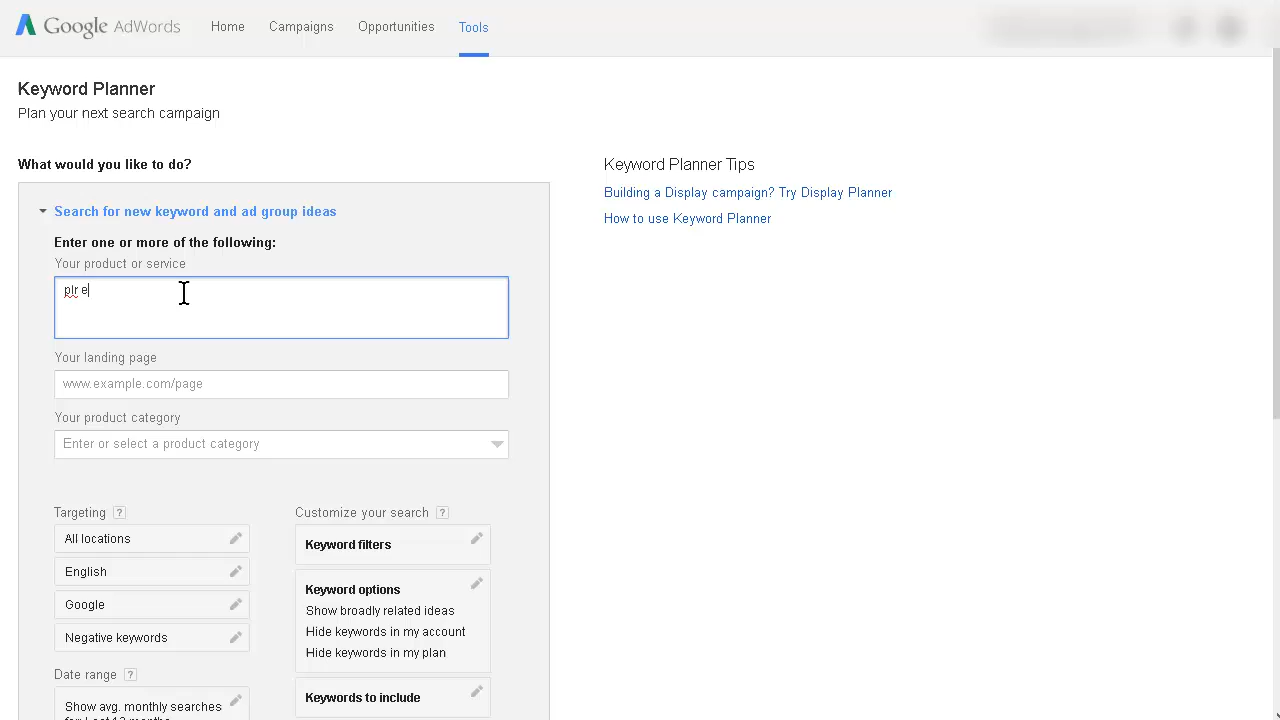 Google AdWords Home Campaigns Opportunities Tools
Keyword Planner
Plan your next search campaign
What would you like to do?
Search for new keyword and ad group ideas
Enter one or more of the following:
Your product or service
plr e
Your landing page
www.example.com/page
Your product category
Enter or select a product category
Targeting ?
All locations
English
Google
Negative keywords
Date range ?
Show avg. monthly searches
for: Last 12 months
Customize your search ?
Keyword filters
Keyword options
Show broadly related ideas
Hide keywords in my account
Hide keywords in my plan
Keywords to include
Keyword Planner Tips
Building a Display campaign? Try Display Planner
How to use Keyword Planner